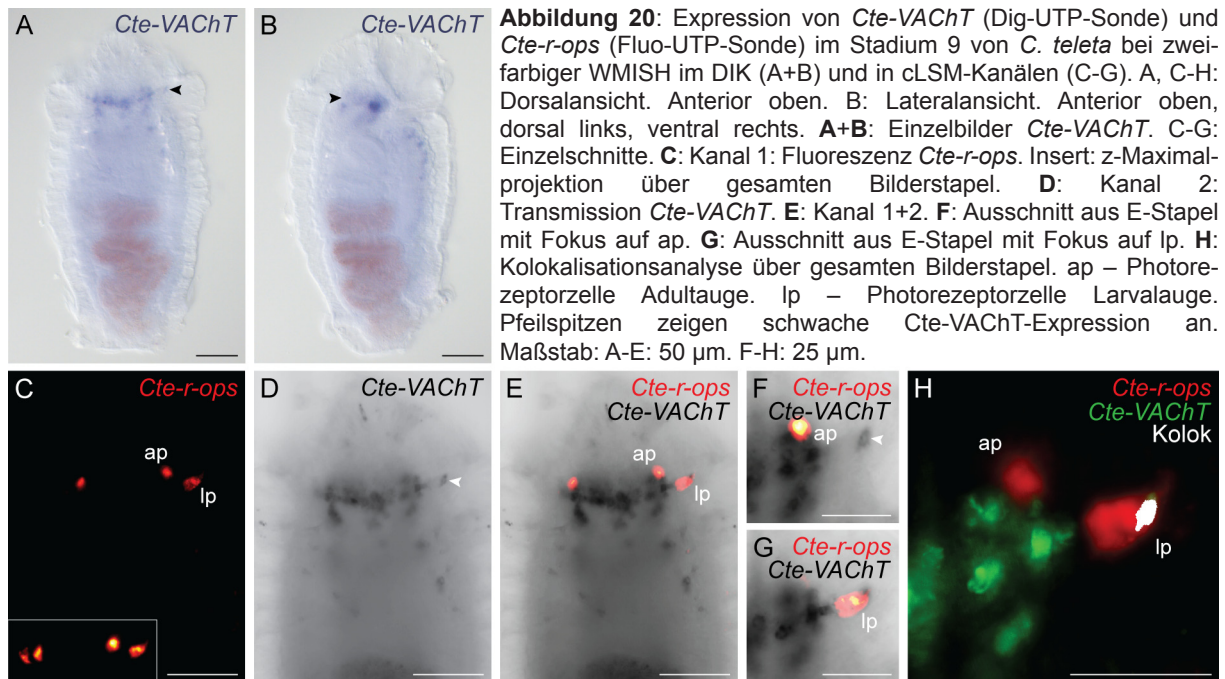 A
Cte-VAChT
B
Cte-VAChT
Abbildung 20: Expression von Cte-VAChT (Dig-UTP-Sonde) und
Cte-r-ops (Fluo-UTP-Sonde) im Stadium 9 von C. teleta bei zwei-
farbiger WMISH im DIK (A+B) und in cLSM-Kanälen (C-G). A, C-H:
Dorsalansicht. Anterior oben. B: Lateralansicht. Anterior oben,
dorsal links, ventral rechts. A+B: Einzelbilder Cte-VAChT. C-G:
Einzelschnitte. C: Kanal 1: Fluoreszenz Cte-r-ops. Insert: z-Maximal-
projektion über gesamten Bilderstapel. D: Kanal 2:
Transmission Cte-VAChT. E: Kanal 1+2. F: Ausschnitt aus E-Stapel
mit Fokus auf ap. G: Ausschnitt aus E-Stapel mit Fokus auf lp. H:
Kolokalisationsanalyse über gesamten Bilderstapel. ap – Photore-
zeptorzelle Adultauge. lp – Photorezeptorzelle Larvalauge.
Pfeilspitzen zeigen schwache Cte-VAChT-Expression an.
Maßstab: A-E: 50 µm. F-H: 25 µm.
C
Cte-r-ops
ap
lp
D
Cte-VAChT
E
Cte-r-ops
Cte-VAChT
ap
lp
F
Cte-r-ops
Cte-VAChT
ap
G
Cte-r-ops
Cte-VAChT
lp
H
Cte-r-ops
Cte-VAChT
Kolok
ap
lp